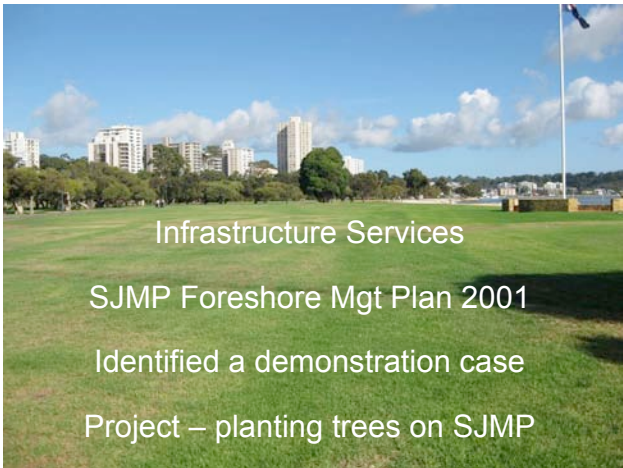 Infrastructure Services
SJMP Foreshore Mgt Plan 2001
Identified a demonstration case
Project – planting trees on SJMP